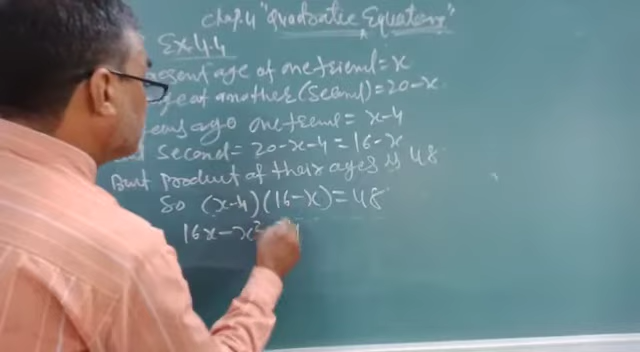 Chap.4 "Quadratic Equations"
Ex 4.4
present age of one friend = x
age of another (second) = 20-x
years ago one friend = x-4
second = 20-x-4 = 16-x
But product of their ages is 48
So (x-4)(16-x) = 48
16x-x²